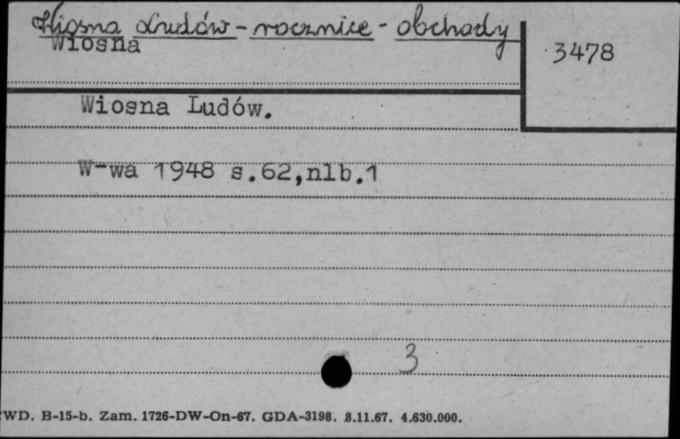 Wiosna Ludów - rocznice - obchody
Wiosna
3478
Wiosna Ludów.
W-wa 1948 s.62,nlb.1
3
WD. B-15-b. Zam. 1726-DW-On-67. GDA-3198. 8.11.67. 4.630.000.